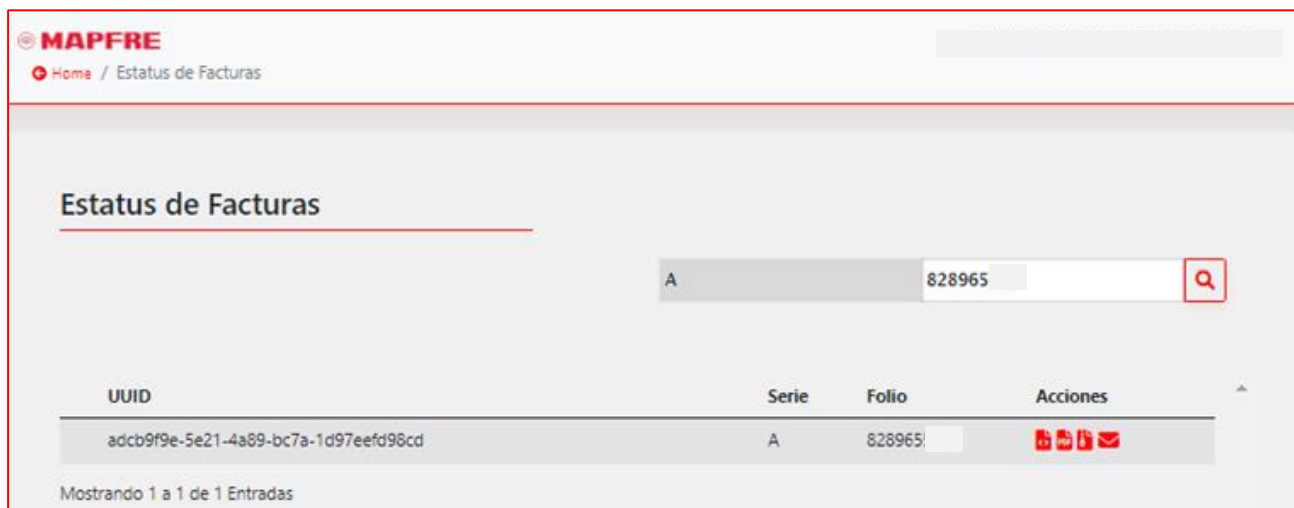 MAPFRE
Home / Estatus de Facturas
Estatus de Facturas
A 828965
UUID Serie Folio Acciones
adcb9f9e-5e21-4a89-bc7a-1d97eefd98cd A 828965
Mostrando 1 a 1 de 1 Entradas